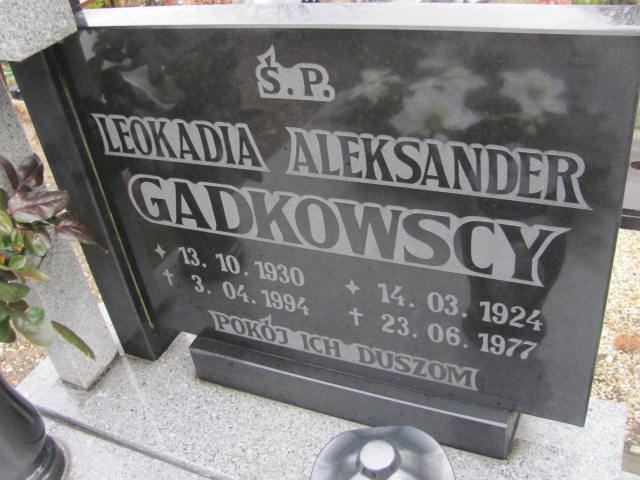 Ś.P.
LEOKADIA ALEKSANDER
GADKOWSCY
13. 10. 1930 14. 03. 1924
3. 04. 1994 23. 06. 1977
POKÓJ ICH DUSZOM